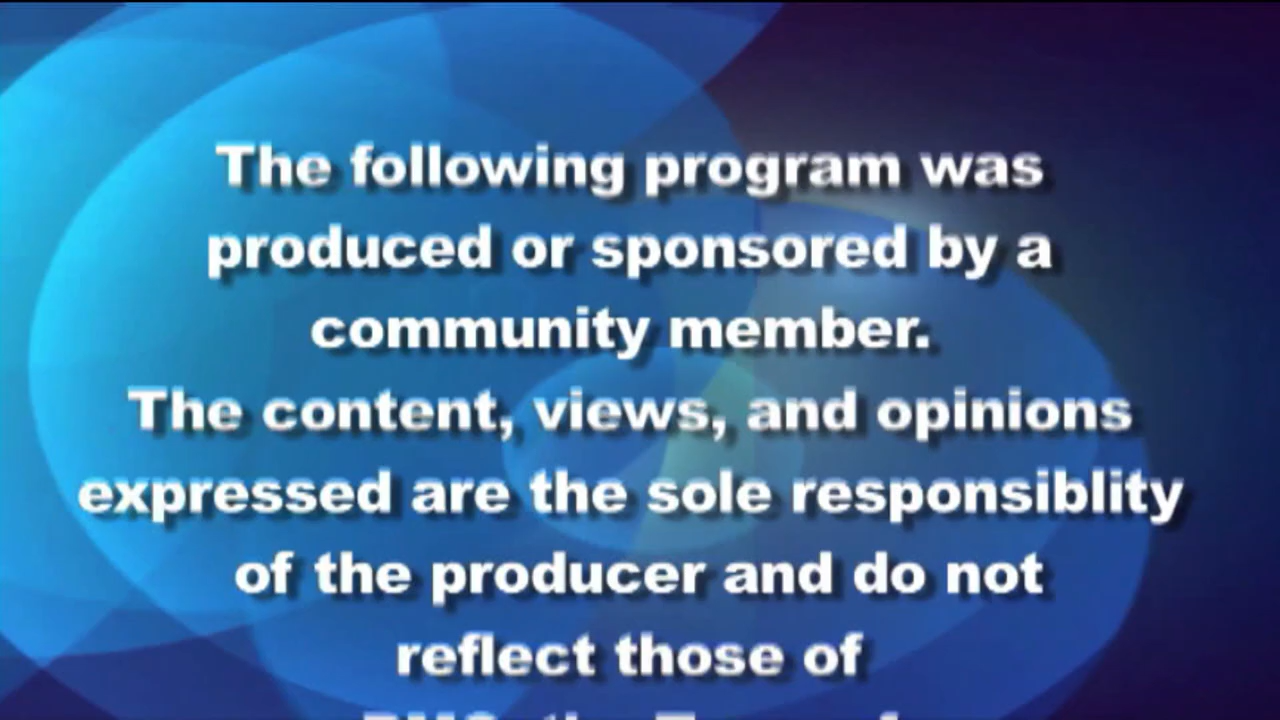 The following program was
produced or sponsored by a
community member.
The content, views, and opinions
expressed are the sole responsiblity
of the producer and do not
reflect those of